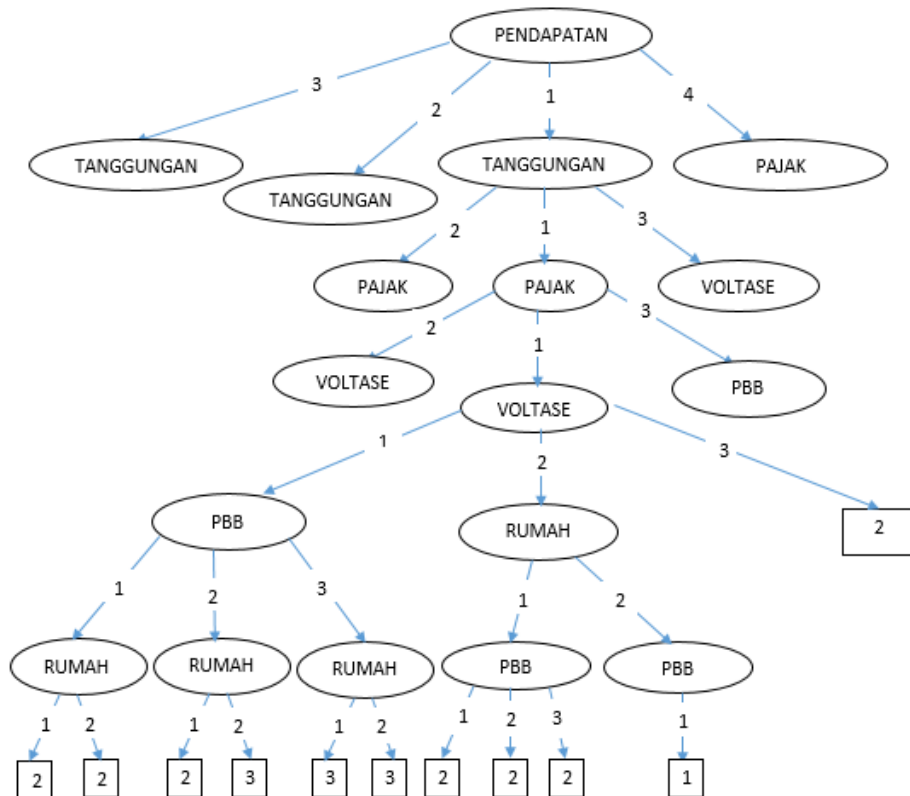 PENDAPATAN
3 2 1 4
TANGGUNGAN TANGGUNGAN TANGGUNGAN PAJAK
2 1 3
PAJAK PAJAK VOLTASE
2 1 3
VOLTASE VOLTASE PBB
1 2 3
PBB RUMAH 2
1 2 3 1 2
RUMAH RUMAH RUMAH PBB PBB
1 2 1 2 1 2 1 2 3 1
2 2 2 3 3 3 2 2 2 1